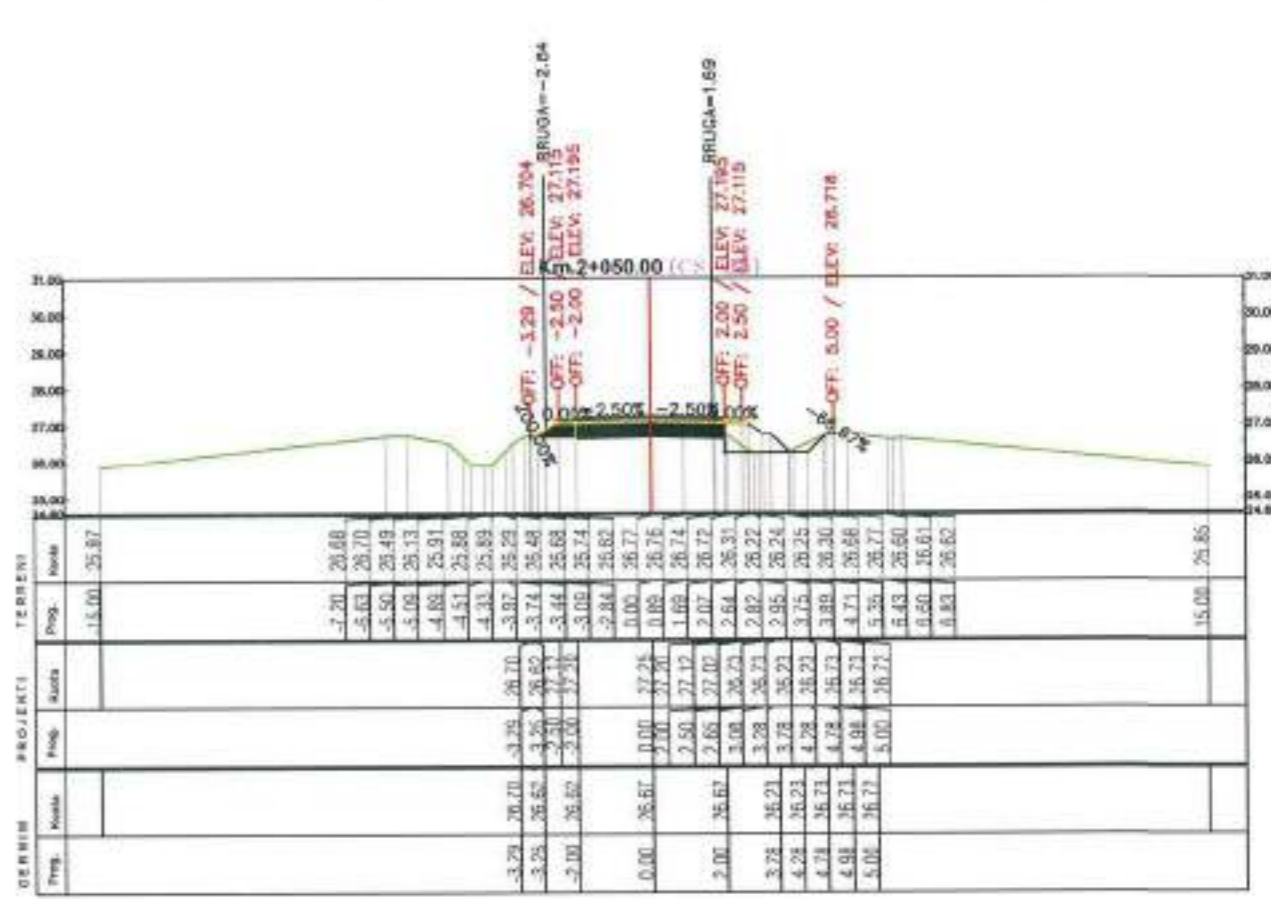 RRUGA=-2.84
RRUGA=1.69
OFF: -3.29 / ELEV: 26.704
OFF: -2.50 / ELEV: 27.115
OFF: -2.00 / ELEV: 27.195
OFF: 2.00 / ELEV: 27.195
OFF: 2.50 / ELEV: 27.115
OFF: 5.00 / ELEV: 26.718
Km.2+050.00 (CS
31.00
30.00
29.00
28.00
27.00
26.00
25.00
2.50% -2.50%
TERRENI
Kuota
25.97 26.68 26.70 26.49 26.13 25.91 25.88 25.89 26.29 26.48 26.68 26.74 26.82 26.77 26.76 26.74 26.72 26.31 26.22 26.24 26.25 26.30 26.68 26.77 26.60 26.61 26.62 25.85
Prog.
-15.00 -7.20 -6.63 -5.50 -5.09 -4.89 -4.51 -4.33 -3.97 -3.74 -3.44 -3.09 -2.84 0.00 0.89 1.69 2.07 2.64 2.82 2.95 3.75 3.89 4.71 5.35 6.43 6.60 6.83 15.00
PROJEKTI
Kuota
26.70 26.62 27.25 27.20 27.12 27.02 26.73 26.73 26.23 26.23 26.73 26.73 26.72
Prog.
-3.29 -3.25 -2.50 -2.00 0.00 2.00 2.50 2.65 3.08 3.28 3.78 4.28 4.78 4.98 5.00
GERMIM
Kuota
26.70 26.62 26.62 26.67 26.67 26.23 26.23 26.73 26.73 26.72
Prog.
-3.29 -3.25 -2.00 0.00 2.00 3.78 4.28 4.78 4.98 5.00